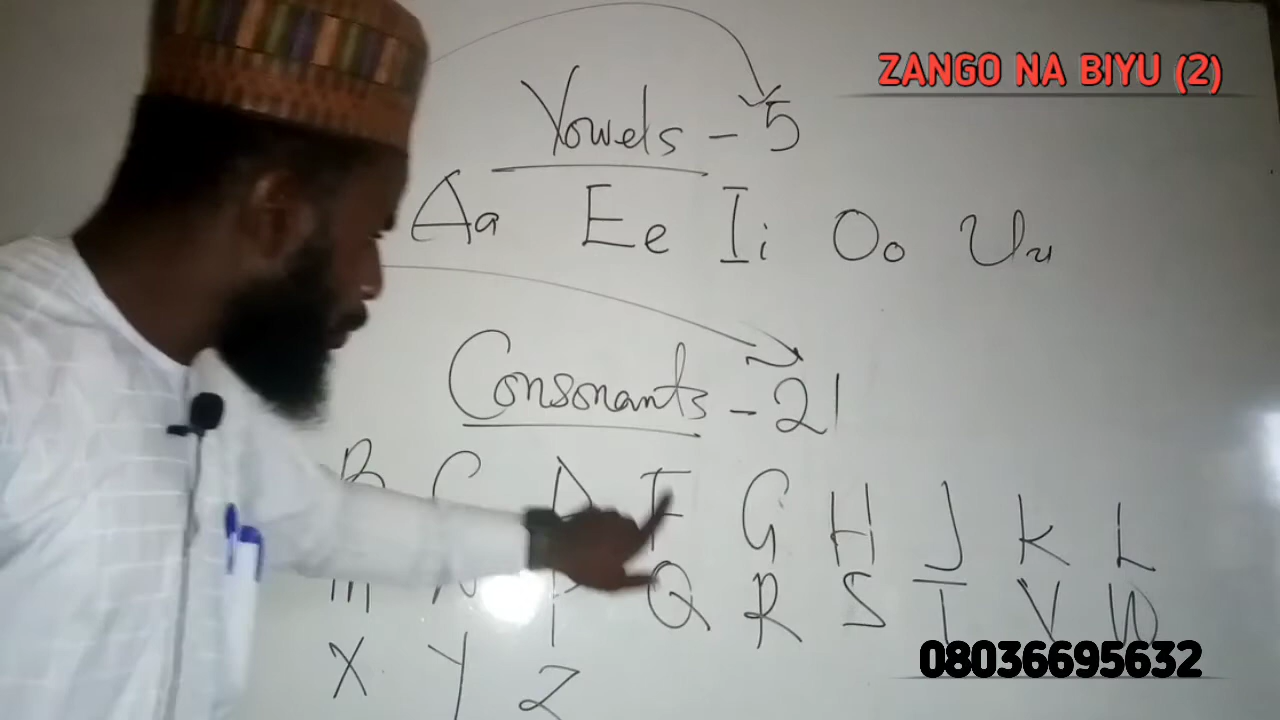 ZANGO NA BIYU (2)
Vowels - 5
Aa Ee Ii Oo Uu
Consonants - 21
B C D F G H J K L
M N P Q R S T V W
X Y Z
08036695632